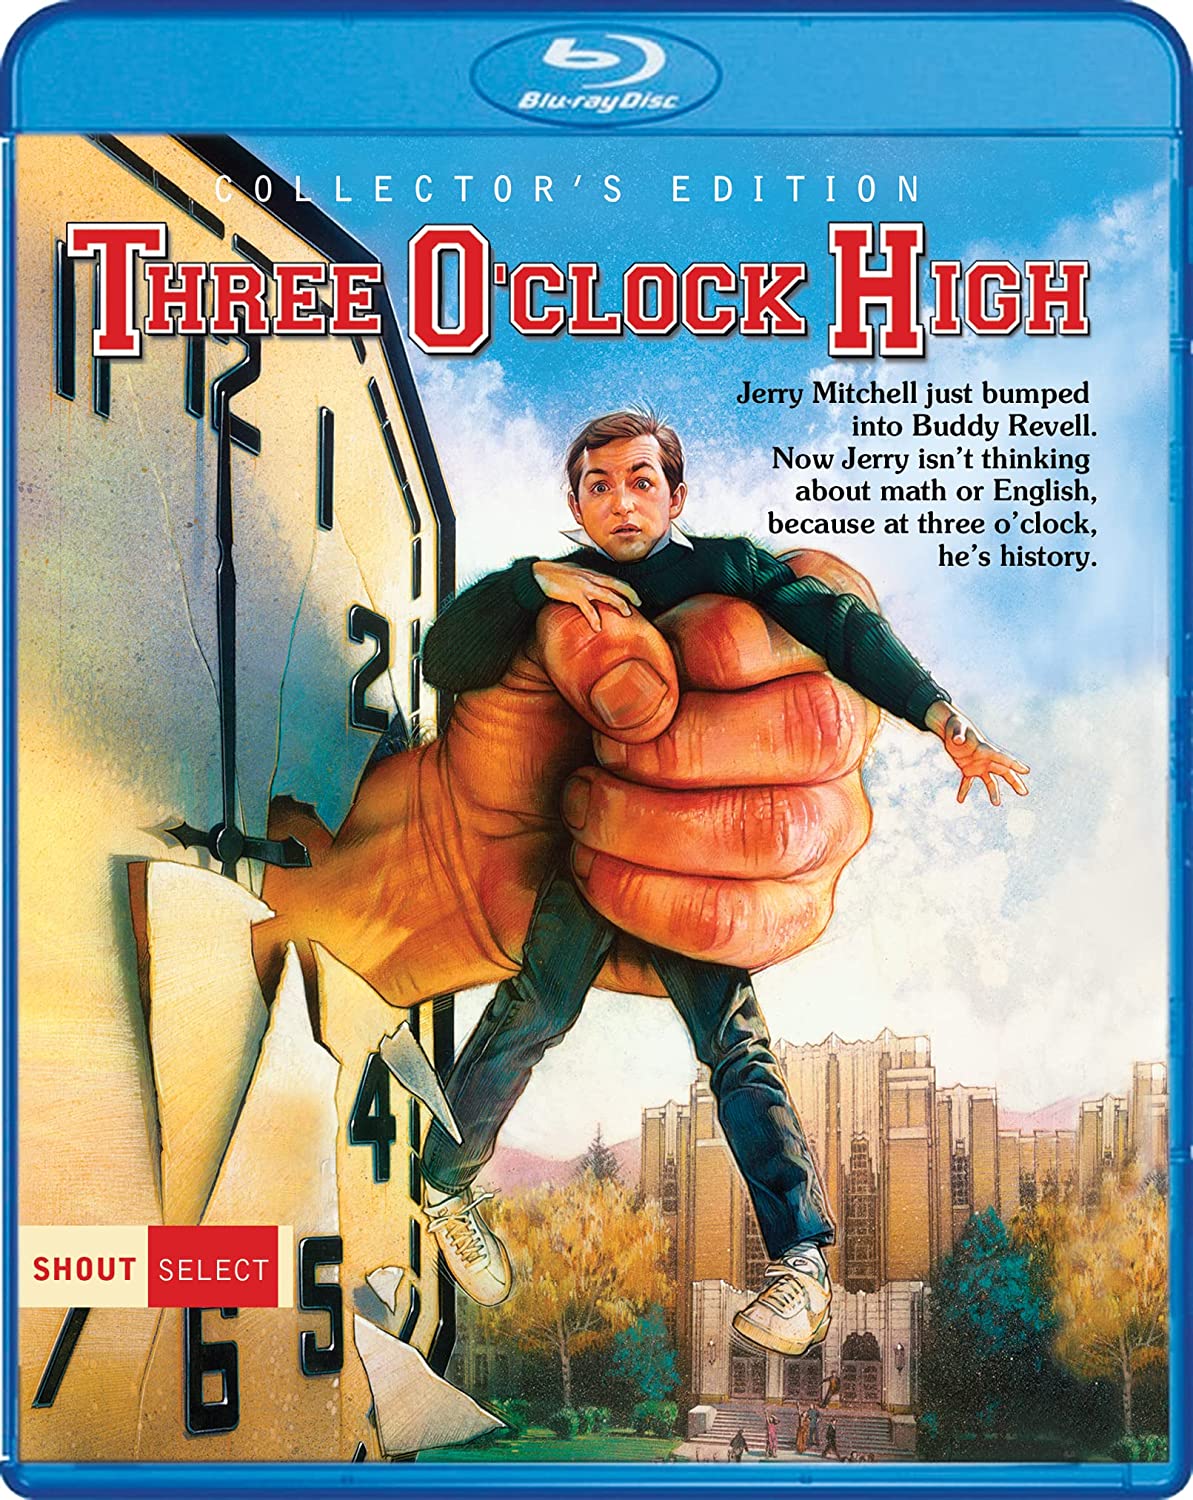 Blu-ray Disc
COLLECTOR'S EDITION
THREE O'CLOCK HIGH
Jerry Mitchell just bumped
into Buddy Revell.
Now Jerry isn't thinking
about math or English,
because at three o'clock,
he's history.
12
2
4
5
6
SHOUT SELECT